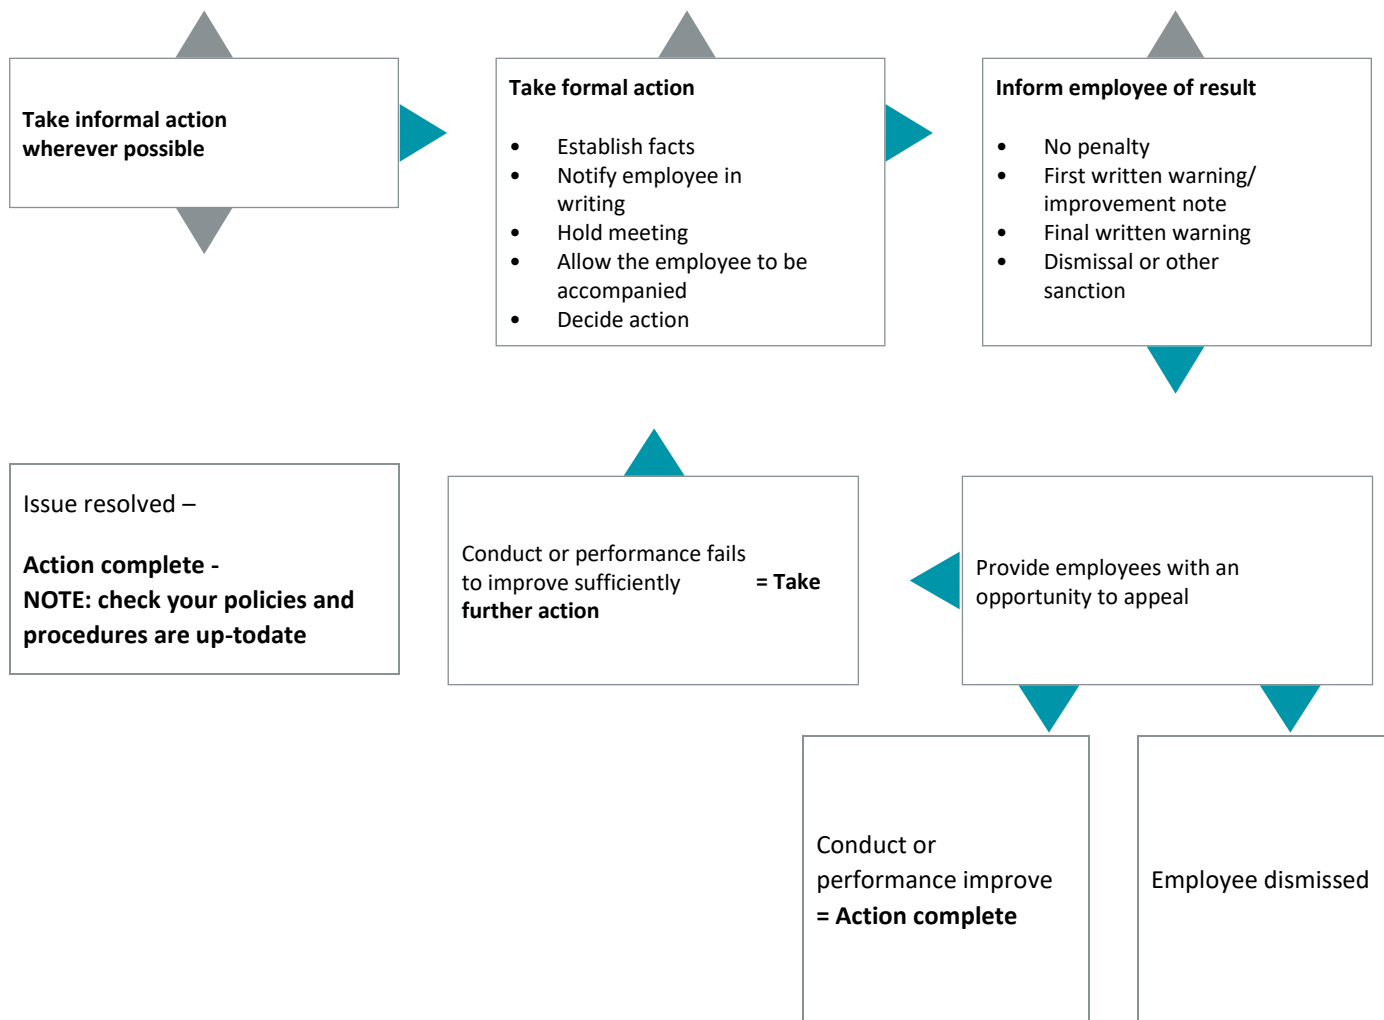 Take informal action
wherever possible
Take formal action
• Establish facts
• Notify employee in
writing
• Hold meeting
• Allow the employee to be
accompanied
• Decide action
Inform employee of result
• No penalty
• First written warning/
improvement note
• Final written warning
• Dismissal or other
sanction
Issue resolved –
Action complete -
NOTE: check your policies and
procedures are up-todate
Conduct or performance fails
to improve sufficiently = Take
further action
Provide employees with an
opportunity to appeal
Conduct or
performance improve
= Action complete
Employee dismissed